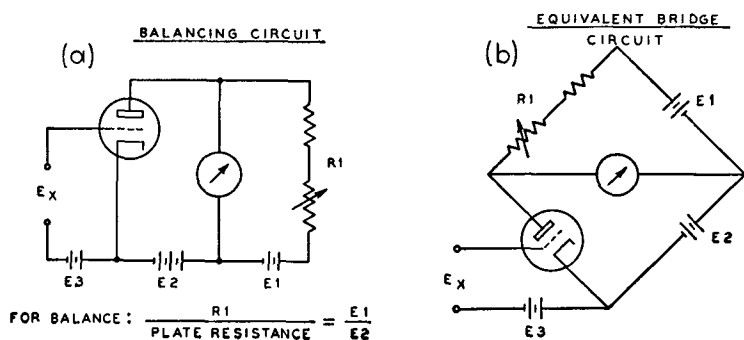 BALANCING CIRCUIT
(a)
R1
EX
E3
E2
E1
FOR BALANCE: R1 / PLATE RESISTANCE = E1 / E2
EQUIVALENT BRIDGE
CIRCUIT
(b)
R1
E1
E2
EX
E3